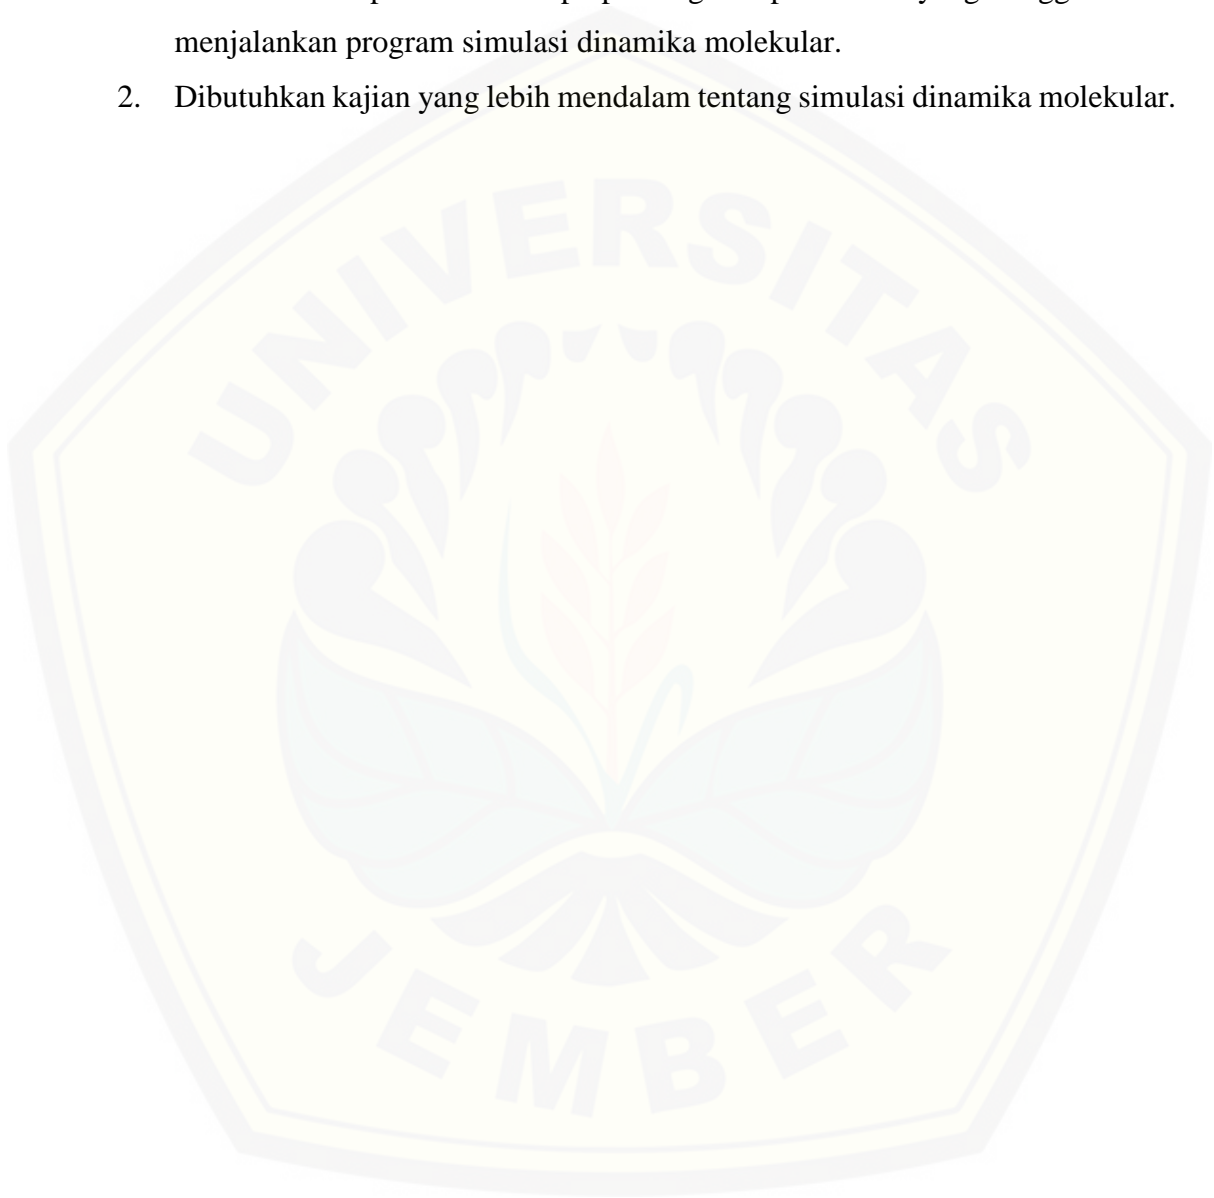 menjalankan program simulasi dinamika molekular.
2. Dibutuhkan kajian yang lebih mendalam tentang simulasi dinamika molekular.
UNIVERSITAS
JEMBER